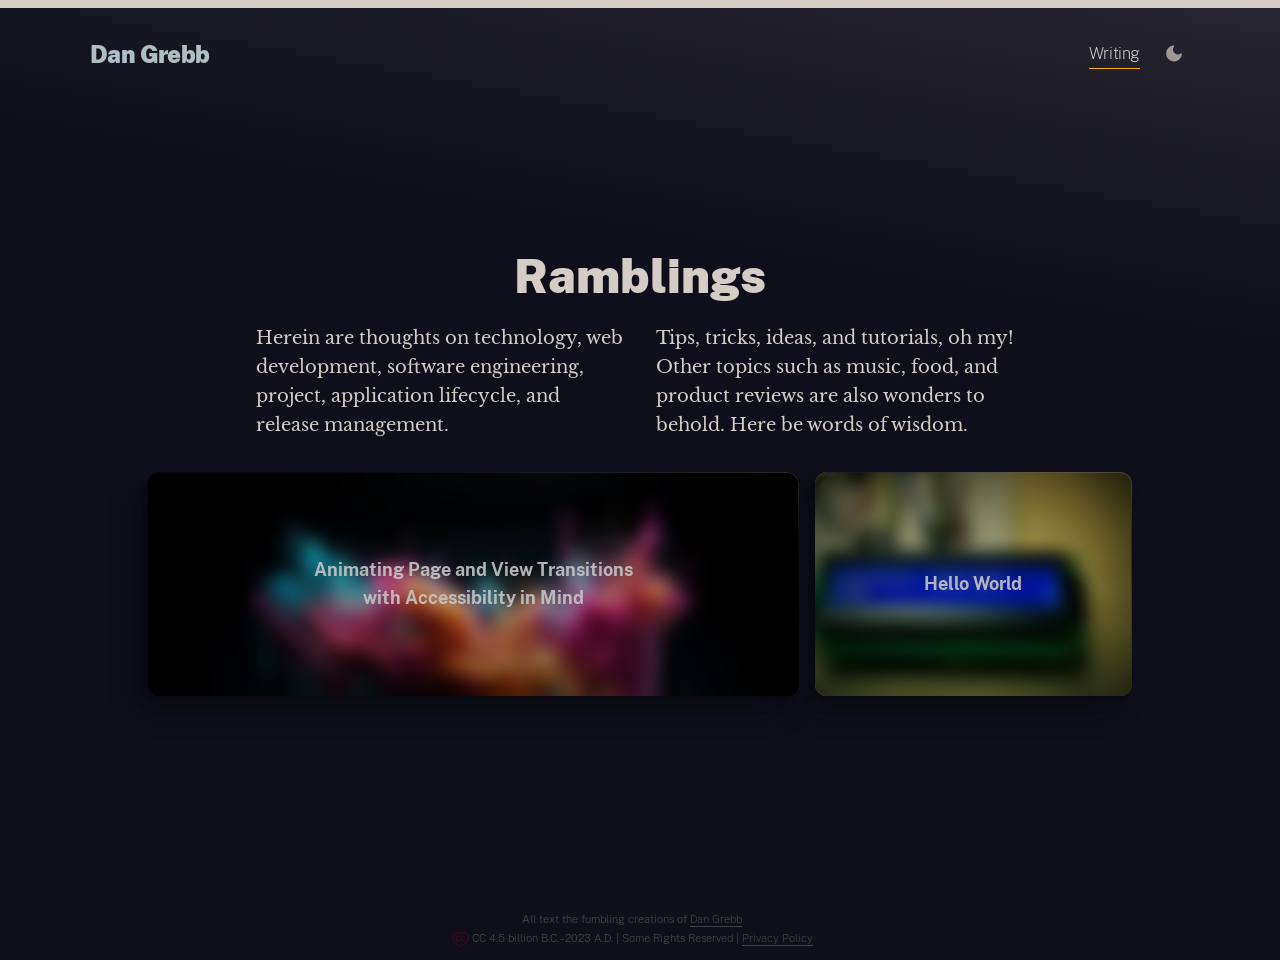 Dan Grebb
Writing
Ramblings
Herein are thoughts on technology, web
development, software engineering,
project, application lifecycle, and
release management.
Tips, tricks, ideas, and tutorials, oh my!
Other topics such as music, food, and
product reviews are also wonders to
behold. Here be words of wisdom.
Animating Page and View Transitions
with Accessibility in Mind
Hello World
All text the fumbling creations of Dan Grebb
CC 4.5 billion B.C.–2023 A.D. | Some Rights Reserved | Privacy Policy